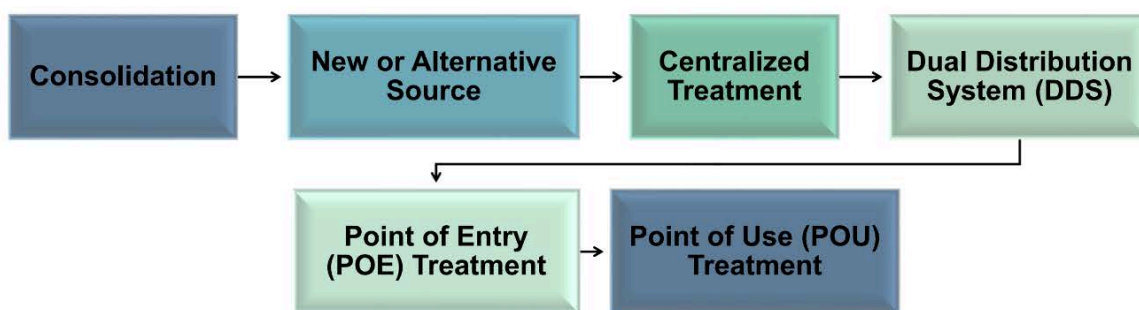 Consolidation
New or Alternative
Source
Centralized
Treatment
Dual Distribution
System (DDS)
Point of Entry
(POE) Treatment
Point of Use (POU)
Treatment